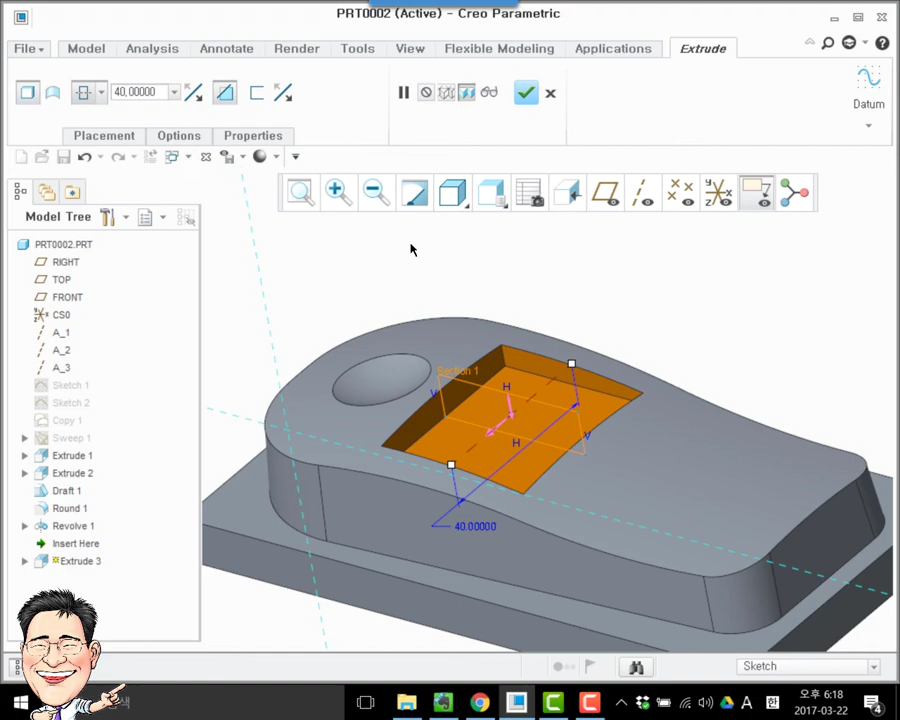 PRT0002 (Active) - Creo Parametric
File Model Analysis Annotate Render Tools View Flexible Modeling Applications Extrude
40,00000
Datum
Placement Options Properties
Model Tree
PRT0002.PRT
RIGHT
TOP
FRONT
CS0
A_1
A_2
A_3
Sketch 1
Sketch 2
Copy 1
Sweep 1
Extrude 1
Extrude 2
Draft 1
Round 1
Revolve 1
Insert Here
Extrude 3
Section 1
H
V
V
H
40.00000
Sketch
A 한
오후 6:18
2017-03-22
4